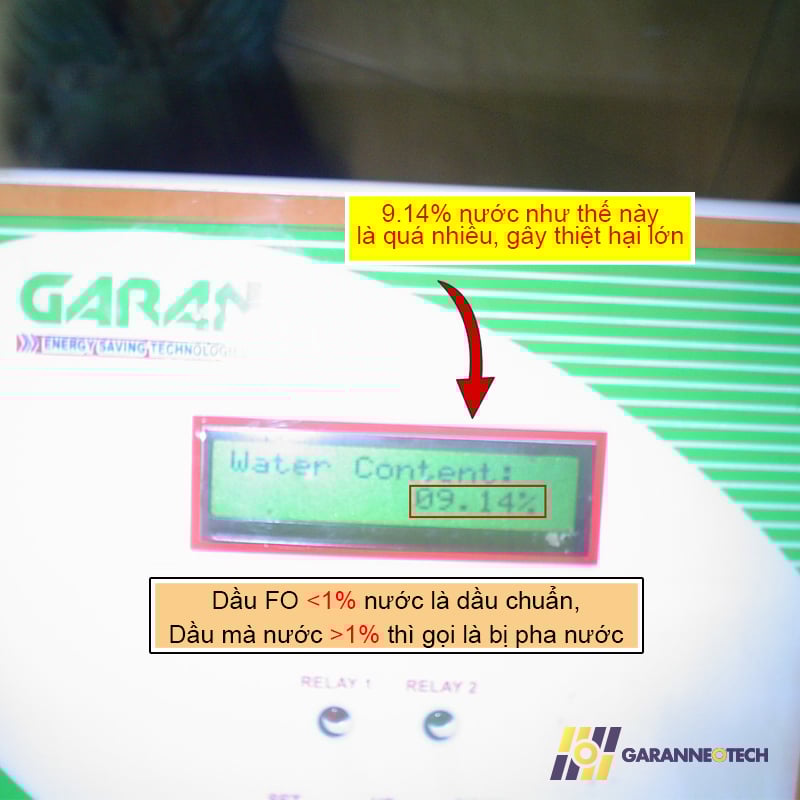 9.14% nước như thế này
là quá nhiều, gây thiệt hại lớn
GARAN
ENERGY SAVING TECHNOLOGIES
Water Content:
09.14%
Dầu FO <1% nước là dầu chuẩn,
Dầu mà nước >1% thì gọi là bị pha nước
RELAY 1 RELAY 2
SET
GARANNEOTECH